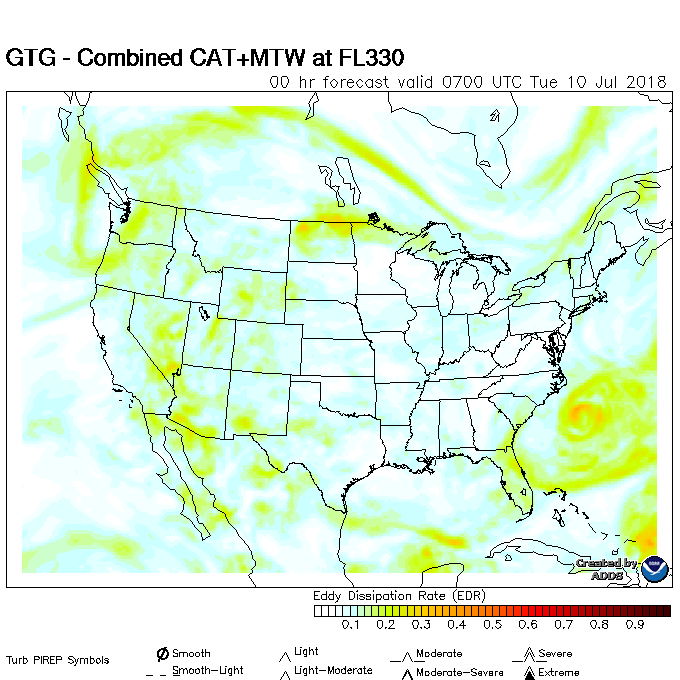 GTG - Combined CAT+MTW at FL330
00 hr forecast valid 0700 UTC Tue 10 Jul 2018
Created by
ADDS
Eddy Dissipation Rate (EDR)
0.1 0.2 0.3 0.4 0.5 0.6 0.7 0.8 0.9
Turb PIREP Symbols
Smooth Light Moderate Severe
Smooth-Light Light-Moderate Moderate-Severe Extreme